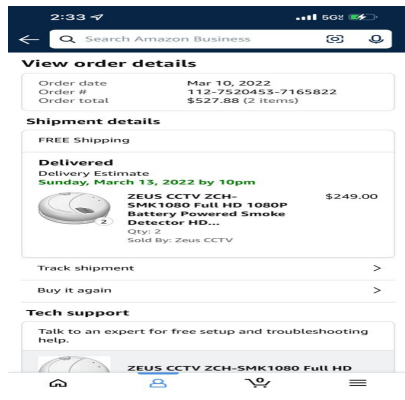 2:33
5G
Search Amazon Business
View order details
Order date Mar 10, 2022
Order # 112-7520453-7165822
Order total $527.88 (2 items)
Shipment details
FREE Shipping
Delivered
Delivery Estimate
Sunday, March 13, 2022 by 10pm
ZEUS CCTV ZCH- $249.00
SMK1080 Full HD 1080P
Battery Powered Smoke
Detector HD...
2
Qty: 2
Sold By: Zeus CCTV
Track shipment >
Buy it again >
Tech support
Talk to an expert for free setup and troubleshooting
help.
ZEUS CCTV ZCH-SMK1080 Full HD
0